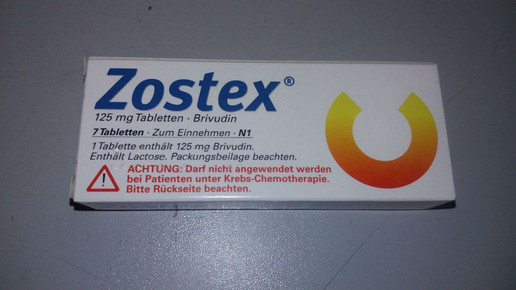 Zostex®
125 mg Tabletten · Brivudin
7 Tabletten · Zum Einnehmen · N1
1 Tablette enthält 125 mg Brivudin.
Enthält Lactose. Packungsbeilage beachten.
ACHTUNG: Darf nicht angewendet werden
bei Patienten unter Krebs-Chemotherapie.
Bitte Rückseite beachten.